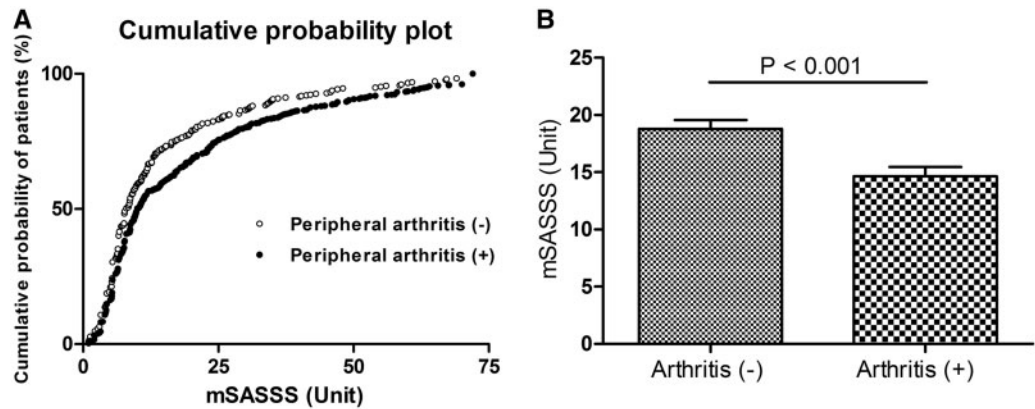 A
Cumulative probability plot
Cumulative probability of patients (%)
100
50
0
Peripheral arthritis (-)
Peripheral arthritis (+)
0 25 50 75
mSASSS (Unit)
B
P < 0.001
mSASSS (Unit)
25
20
15
10
5
0
Arthritis (-) Arthritis (+)